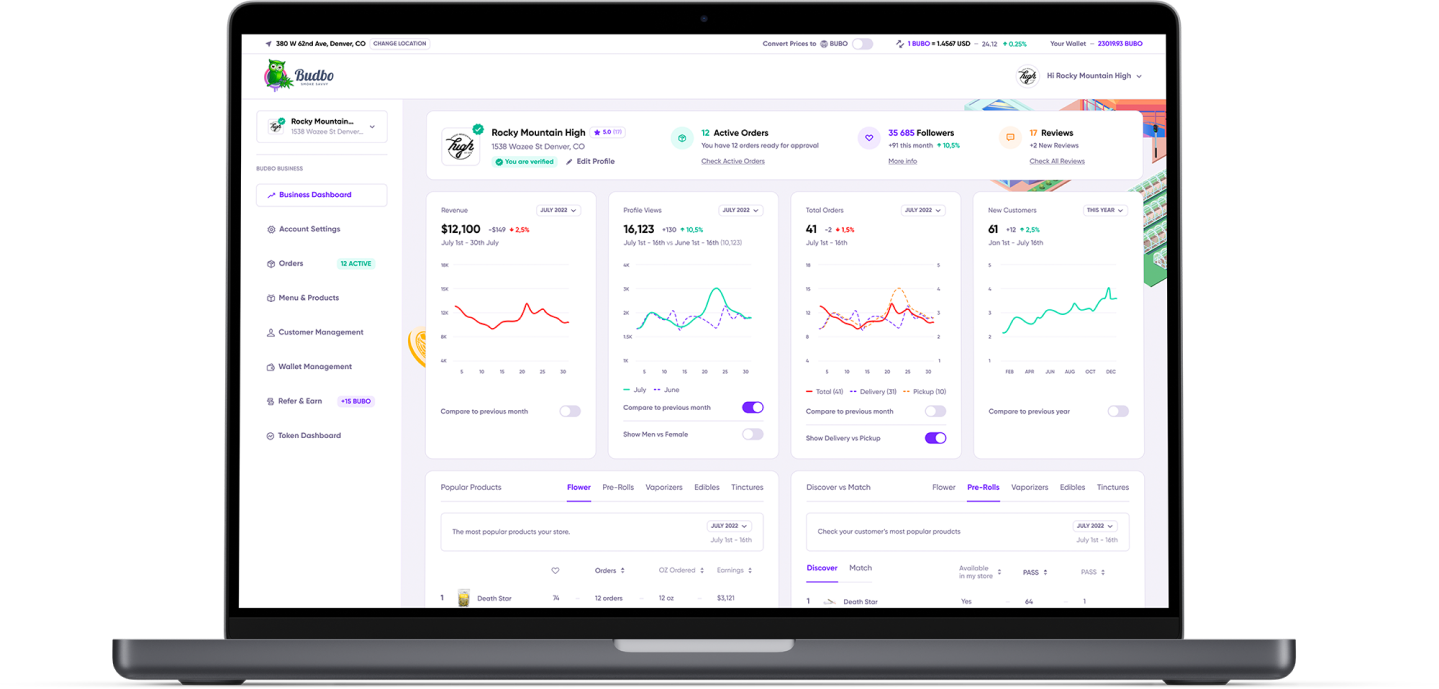 380 W 62nd Ave, Denver, CO CHANGE LOCATION Convert Prices to BUBO 1 BUBO = 1.4567 USD – 24.12 0.25% Your Wallet – 23019.93 BUBO
Budbo
high Hi Rocky Mountain High
Rocky Mountain...
1538 Wazee St Denver,...
BUDBO BUSINESS
Business Dashboard
Account Settings
Orders 12 ACTIVE
Menu & Products
Customer Management
Wallet Management
Refer & Earn +15 BUBO
Token Dashboard
high
Rocky Mountain High 5.0
1538 Wazee St Denver, CO
You are verified Edit Profile
12 Active Orders
You have 12 orders ready for approval
Check Active Orders
35 685 Followers
+91 this month 10,5%
More info
17 Reviews
+2 New Reviews
Check All Reviews
Revenue JULY 2022
$12,100 -$149 2,5%
July 1st - 30th July
18K
15K
12K
8K
4K
5 10 15 20 25 30
Compare to previous month
Profile Views JULY 2022
16,123 +130 10,5%
July 1st - 16th vs June 1st - 16th (10,123)
4K
3K
2K
1,5K
1K
5 10 15 20 25 30
July June
Compare to previous month
Show Men vs Female
Total Orders JULY 2022
41 -2 1,5%
July 1st - 16th
18 5
15 4
12 3
8 2
4 1
5 10 15 20 25 30
Total (41) Delivery (31) Pickup (10)
Compare to previous month
Show Delivery vs Pickup
New Customers THIS YEAR
61 +12 2,5%
Jan 1st - July 16th
5
4
3
2
1
FEB APR JUN AUG OCT DEC
Compare to previous year
Popular Products Flower Pre-Rolls Vaporizers Edibles Tinctures
The most popular products your store. JULY 2022
July 1st - 16th
Orders OZ Ordered Earnings
1 Death Star 74 – 12 orders – 12 oz – $3,121
Discover vs Match Flower Pre-Rolls Vaporizers Edibles Tinctures
Check your customer's most popular proudcts JULY 2022
July 1st - 16th
Discover Match Available in my store PASS PASS
1 Death Star Yes – 64 – 1